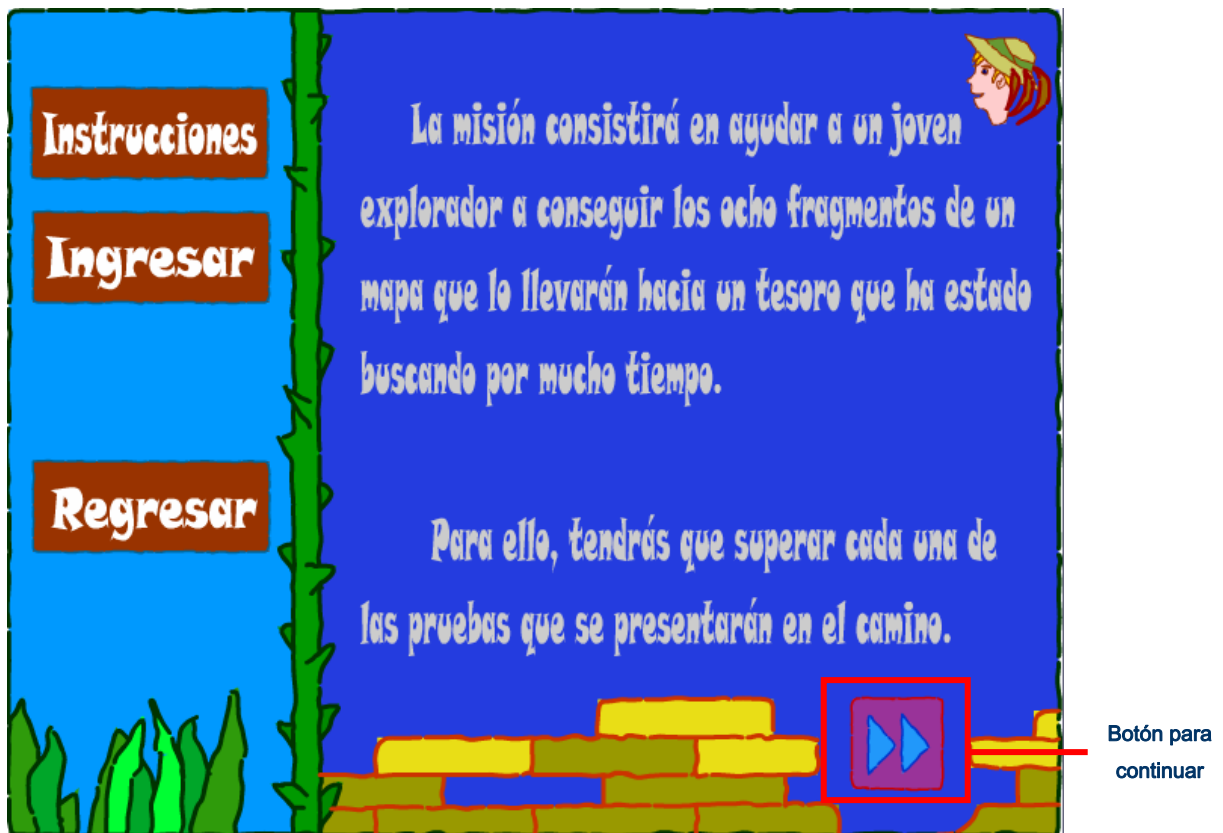 Instrucciones
Ingresar
Regresar
La misión consistirá en ayudar a un joven
explorador a conseguir los ocho fragmentos de un
mapa que lo llevarán hacia un tesoro que ha estado
buscando por mucho tiempo.
Para ello, tendrás que superar cada una de
las pruebas que se presentarán en el camino.
Botón para
continuar